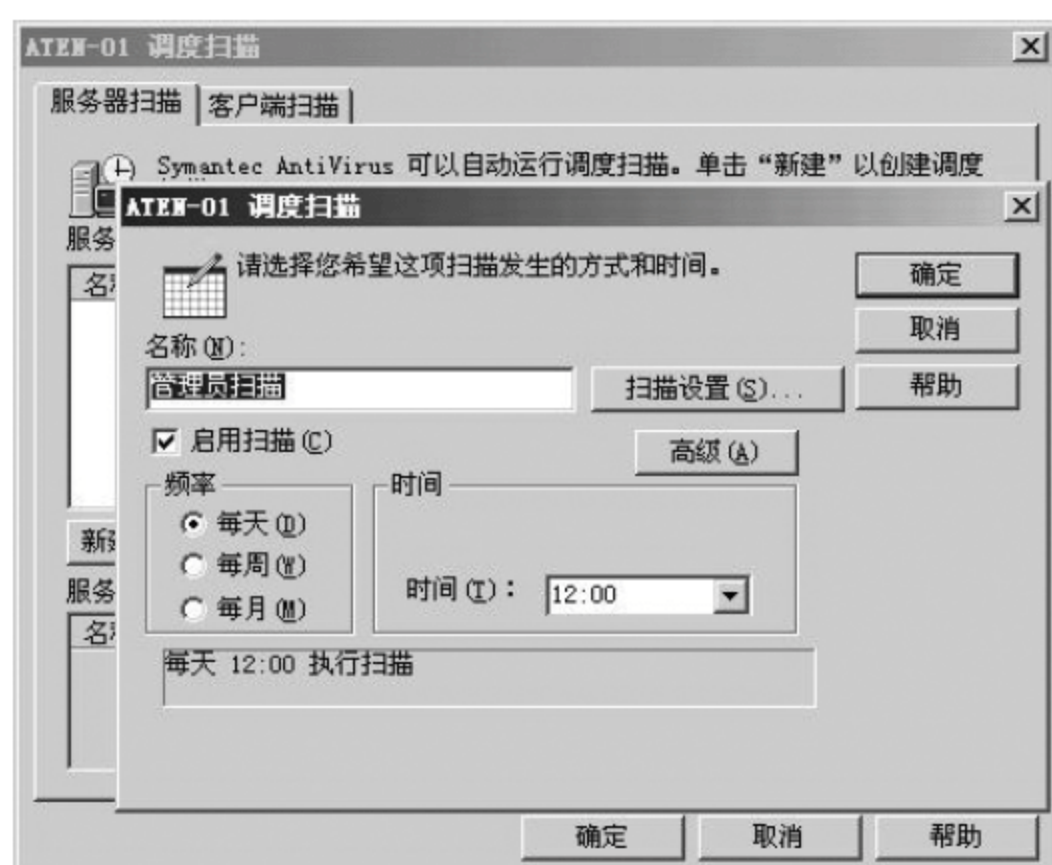 ATEN-01 调度扫描
服务器扫描 客户端扫描
Symantec AntiVirus 可以自动运行调度扫描。单击“新建”以创建调度
ATEN-01 调度扫描
服务
请选择您希望这项扫描发生的方式和时间。
确定
取消
名称(N):
管理员扫描
扫描设置(S)...
帮助
启用扫描(C)
高级(A)
频率
时间
每天(D)
每周(W)
每月(M)
时间(T):
12:00
每天 12:00 执行扫描
服务
确定 取消 帮助